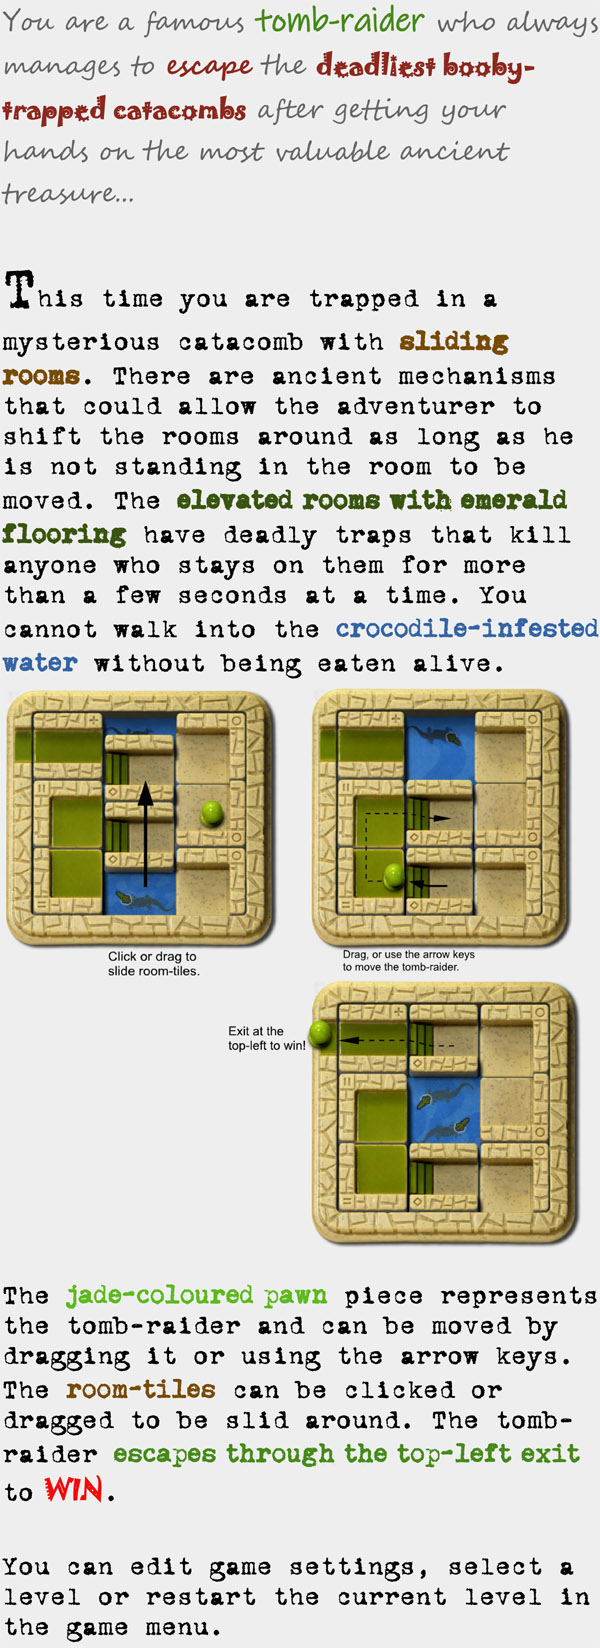 You are a famous tomb-raider who always
manages to escape the deadliest booby-
trapped catacombs after getting your
hands on the most valuable ancient
treasure...
This time you are trapped in a
mysterious catacomb with sliding
rooms. There are ancient mechanisms
that could allow the adventurer to
shift the rooms around as long as he
is not standing in the room to be
moved. The elevated rooms with emerald
flooring have deadly traps that kill
anyone who stays on them for more
than a few seconds at a time. You
cannot walk into the crocodile-infested
water without being eaten alive.
Click or drag to
slide room-tiles.
Drag, or use the arrow keys
to move the tomb-raider.
Exit at the
top-left to win!
The jade-coloured pawn piece represents
the tomb-raider and can be moved by
dragging it or using the arrow keys.
The room-tiles can be clicked or
dragged to be slid around. The tomb-
raider escapes through the top-left exit
to WIN.
You can edit game settings, select a
level or restart the current level in
the game menu.